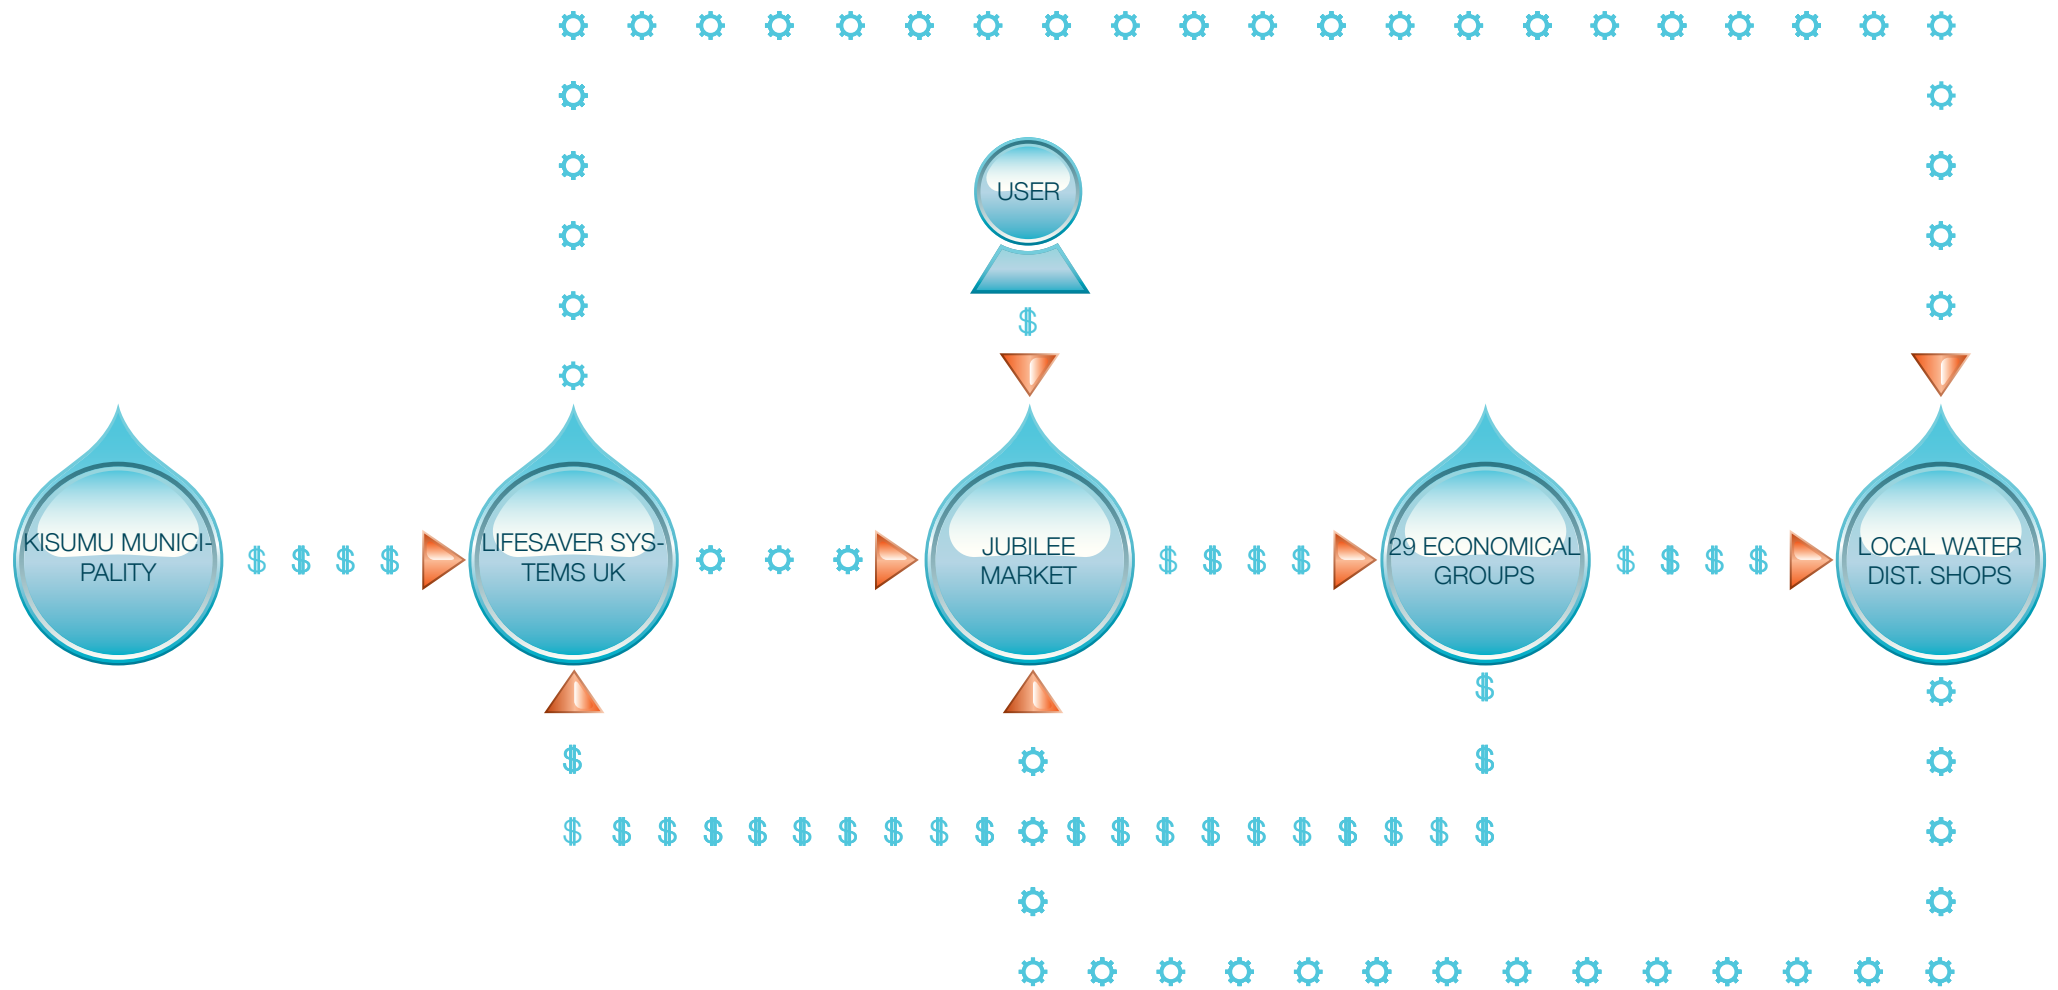 USER
$
KISUMU MUNICI-
PALITY
$ $ $ $
LIFESAVER SYS-
TEMS UK
JUBILEE
MARKET
$ $ $ $
29 ECONOMICAL
GROUPS
$ $ $ $
LOCAL WATER
DIST. SHOPS
$
$ $
$ $ $ $ $ $ $ $ $ $ $ $ $ $ $ $ $ $ $ $